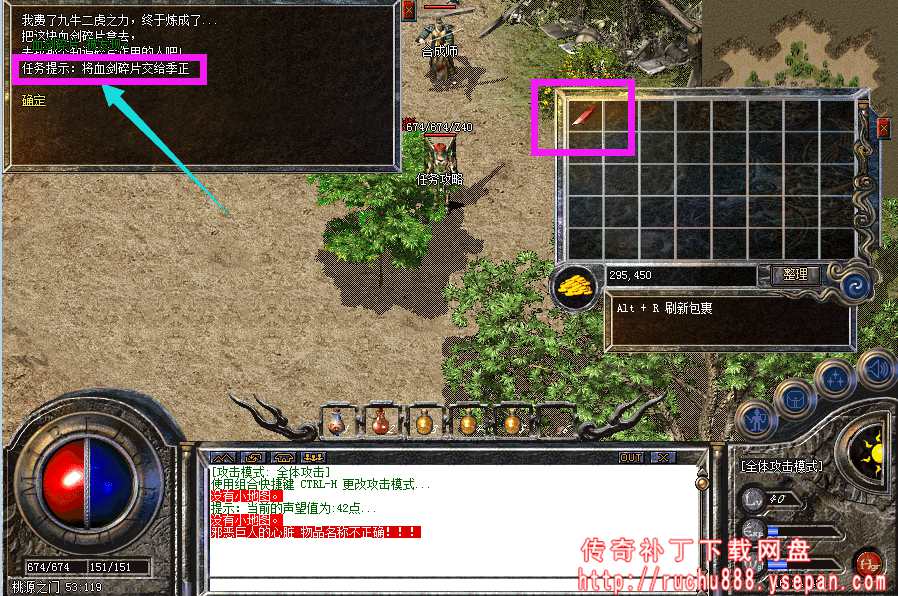 我费了九牛二虎之力，终于炼成了...
把这块血剑碎片拿去，
任务提示：将血剑碎片交给季正
确定
合成师
674/674/Z40
任务攻略
295,450
整理
Alt + R 刷新包裹
OUT
[攻击模式: 全体攻击]
使用组合快捷键 CTRL-H 更改攻击模式...
没有小地图。
提示：当前的声望值为:42点...
没有小地图。
邪恶巨人的心脏 物品名称不正确！！！
[全体攻击模式]
40
674/674
151/151
桃源之门 53:119
传奇补丁下载网盘
http://ruchu888.ysepan.com/